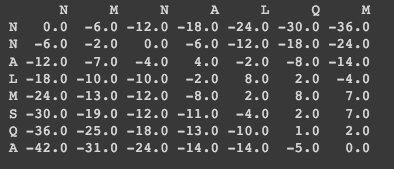 N M N A L Q M
N 0.0 -6.0 -12.0 -18.0 -24.0 -30.0 -36.0
N -6.0 -2.0 0.0 -6.0 -12.0 -18.0 -24.0
A -12.0 -7.0 -4.0 4.0 -2.0 -8.0 -14.0
L -18.0 -10.0 -10.0 -2.0 8.0 2.0 -4.0
M -24.0 -13.0 -12.0 -8.0 2.0 8.0 7.0
S -30.0 -19.0 -12.0 -11.0 -4.0 2.0 7.0
Q -36.0 -25.0 -18.0 -13.0 -10.0 1.0 2.0
A -42.0 -31.0 -24.0 -14.0 -14.0 -5.0 0.0